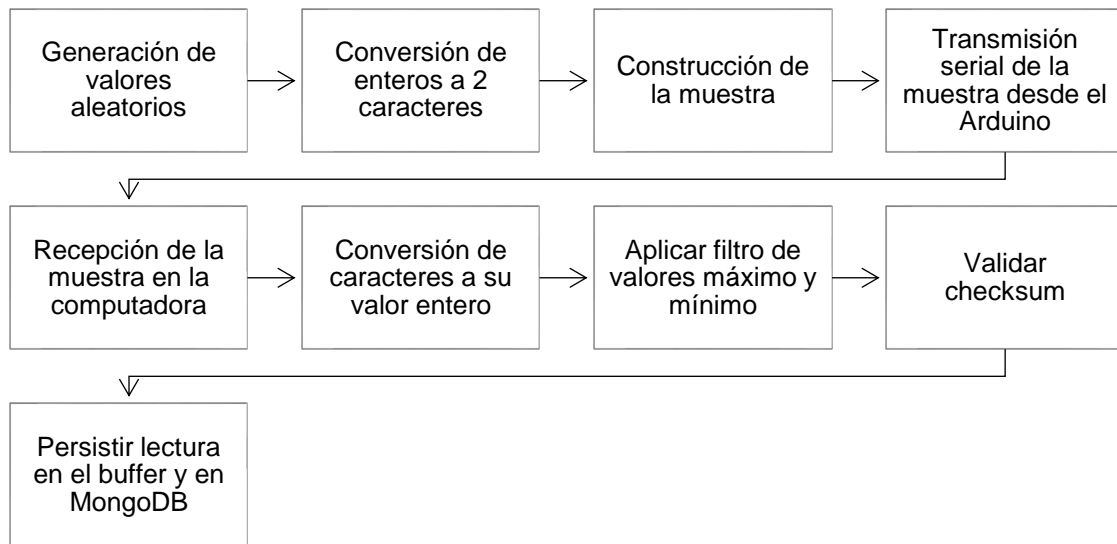 Generación de
valores
aleatorios
Conversión de
enteros a 2
caracteres
Construcción de
la muestra
Transmisión
serial de la
muestra desde el
Arduino
Recepción de la
muestra en la
computadora
Conversión de
caracteres a su
valor entero
Aplicar filtro de
valores máximo y
mínimo
Validar
checksum
Persistir lectura
en el buffer y en
MongoDB